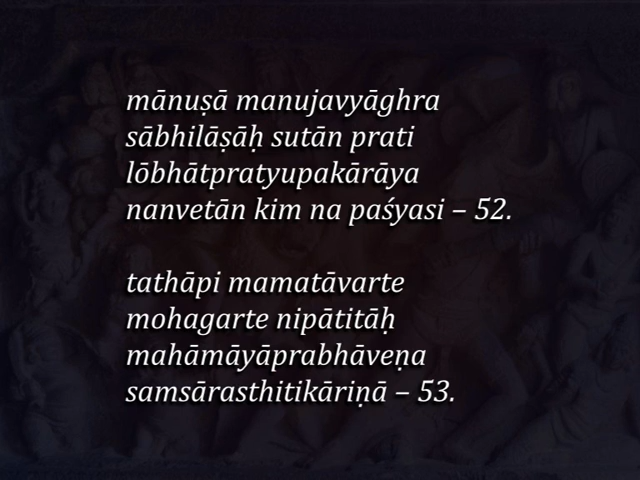 mānuṣā manujavyāghra
sābhilāṣāḥ sutān prati
lōbhātpratyupakārāya
nanvetān kim na paśyasi – 52.
tathāpi mamatāvarte
mohagarte nipātitāḥ
mahāmāyāprabhāveṇa
samsārasthitikāriṇā – 53.